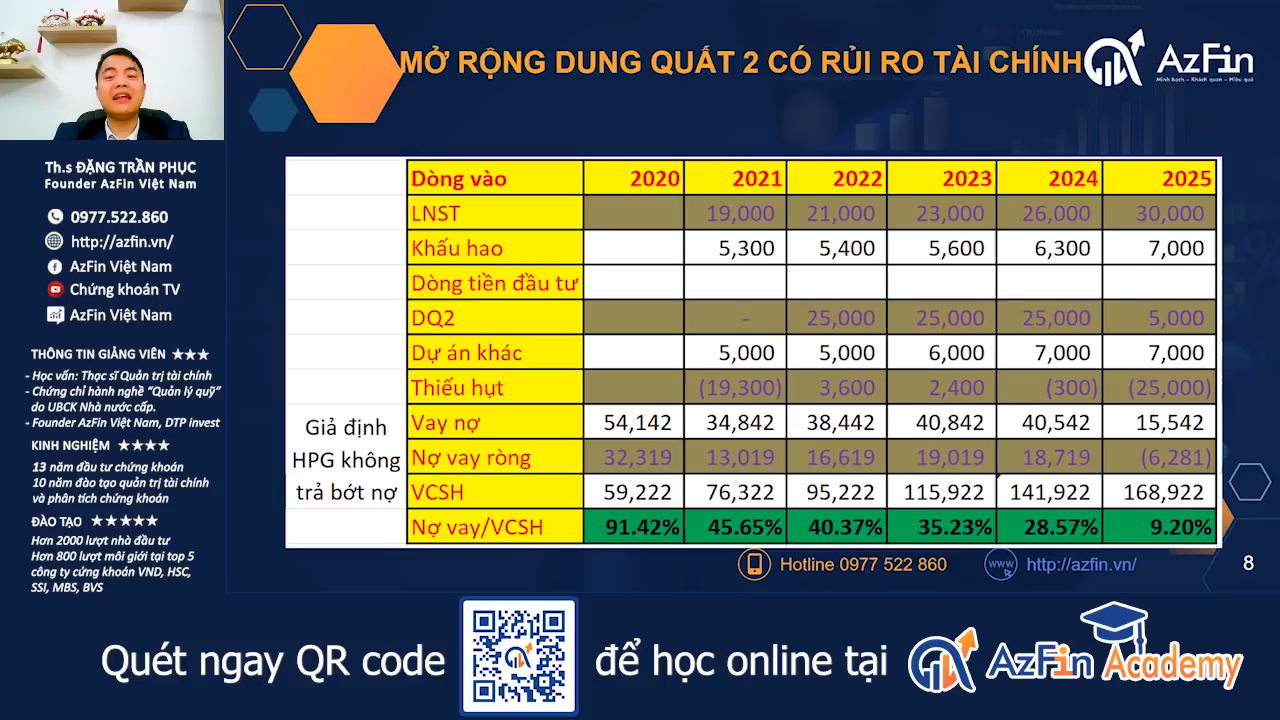 MỞ RỘNG DUNG QUẤT 2 CÓ RỦI RO TÀI CHÍNH
AzFin
Minh bạch – Khách quan – Hiệu quả
Th.s ĐẶNG TRẦN PHỤC
Founder AzFin Việt Nam
0977.522.860
http://azfin.vn/
AzFin Việt Nam
Chứng khoán TV
AzFin Việt Nam
THÔNG TIN GIẢNG VIÊN ★★★
- Học vấn: Thạc sĩ Quản trị tài chính
- Chứng chỉ hành nghề "Quản lý quỹ"
do UBCK Nhà nước cấp.
- Founder AzFin Việt Nam, DTP invest
KINH NGHIỆM ★★★★
13 năm đầu tư chứng khoán
10 năm đào tạo quản trị tài chính
và phân tích chứng khoán
ĐÀO TẠO ★★★★★
Hơn 2000 lượt nhà đầu tư
Hơn 800 lượt môi giới tại top 5
công ty cứng khoán VND, HSC,
SSI, MBS, BVS
Dòng vào 2020 2021 2022 2023 2024 2025
LNST 19,000 21,000 23,000 26,000 30,000
Khấu hao 5,300 5,400 5,600 6,300 7,000
Dòng tiền đầu tư
DQ2 - 25,000 25,000 25,000 5,000
Dự án khác 5,000 5,000 6,000 7,000 7,000
Thiếu hụt (19,300) 3,600 2,400 (300) (25,000)
Vay nợ 54,142 34,842 38,442 40,842 40,542 15,542
Nợ vay ròng 32,319 13,019 16,619 19,019 18,719 (6,281)
VCSH 59,222 76,322 95,222 115,922 141,922 168,922
Nợ vay/VCSH 91.42% 45.65% 40.37% 35.23% 28.57% 9.20%
Giả định
HPG không
trả bớt nợ
Hotline 0977 522 860
www
http://azfin.vn/
8
Quét ngay QR code
để học online tại
AzFin Academy